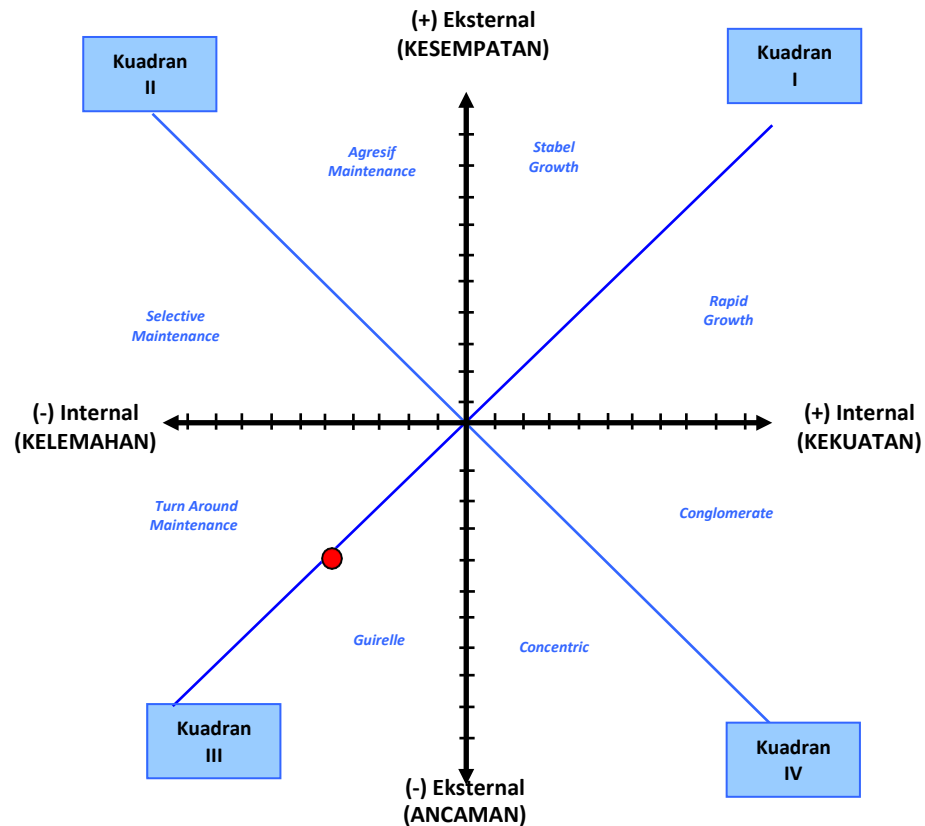 (+) Eksternal
(KESEMPATAN)
Kuadran
II
Kuadran
I
Agresif
Maintenance
Stabel
Growth
Selective
Maintenance
Rapid
Growth
(-) Internal
(KELEMAHAN)
(+) Internal
(KEKUATAN)
Turn Around
Maintenance
Conglomerate
Guirelle
Concentric
Kuadran
III
Kuadran
IV
(-) Eksternal
(ANCAMAN)